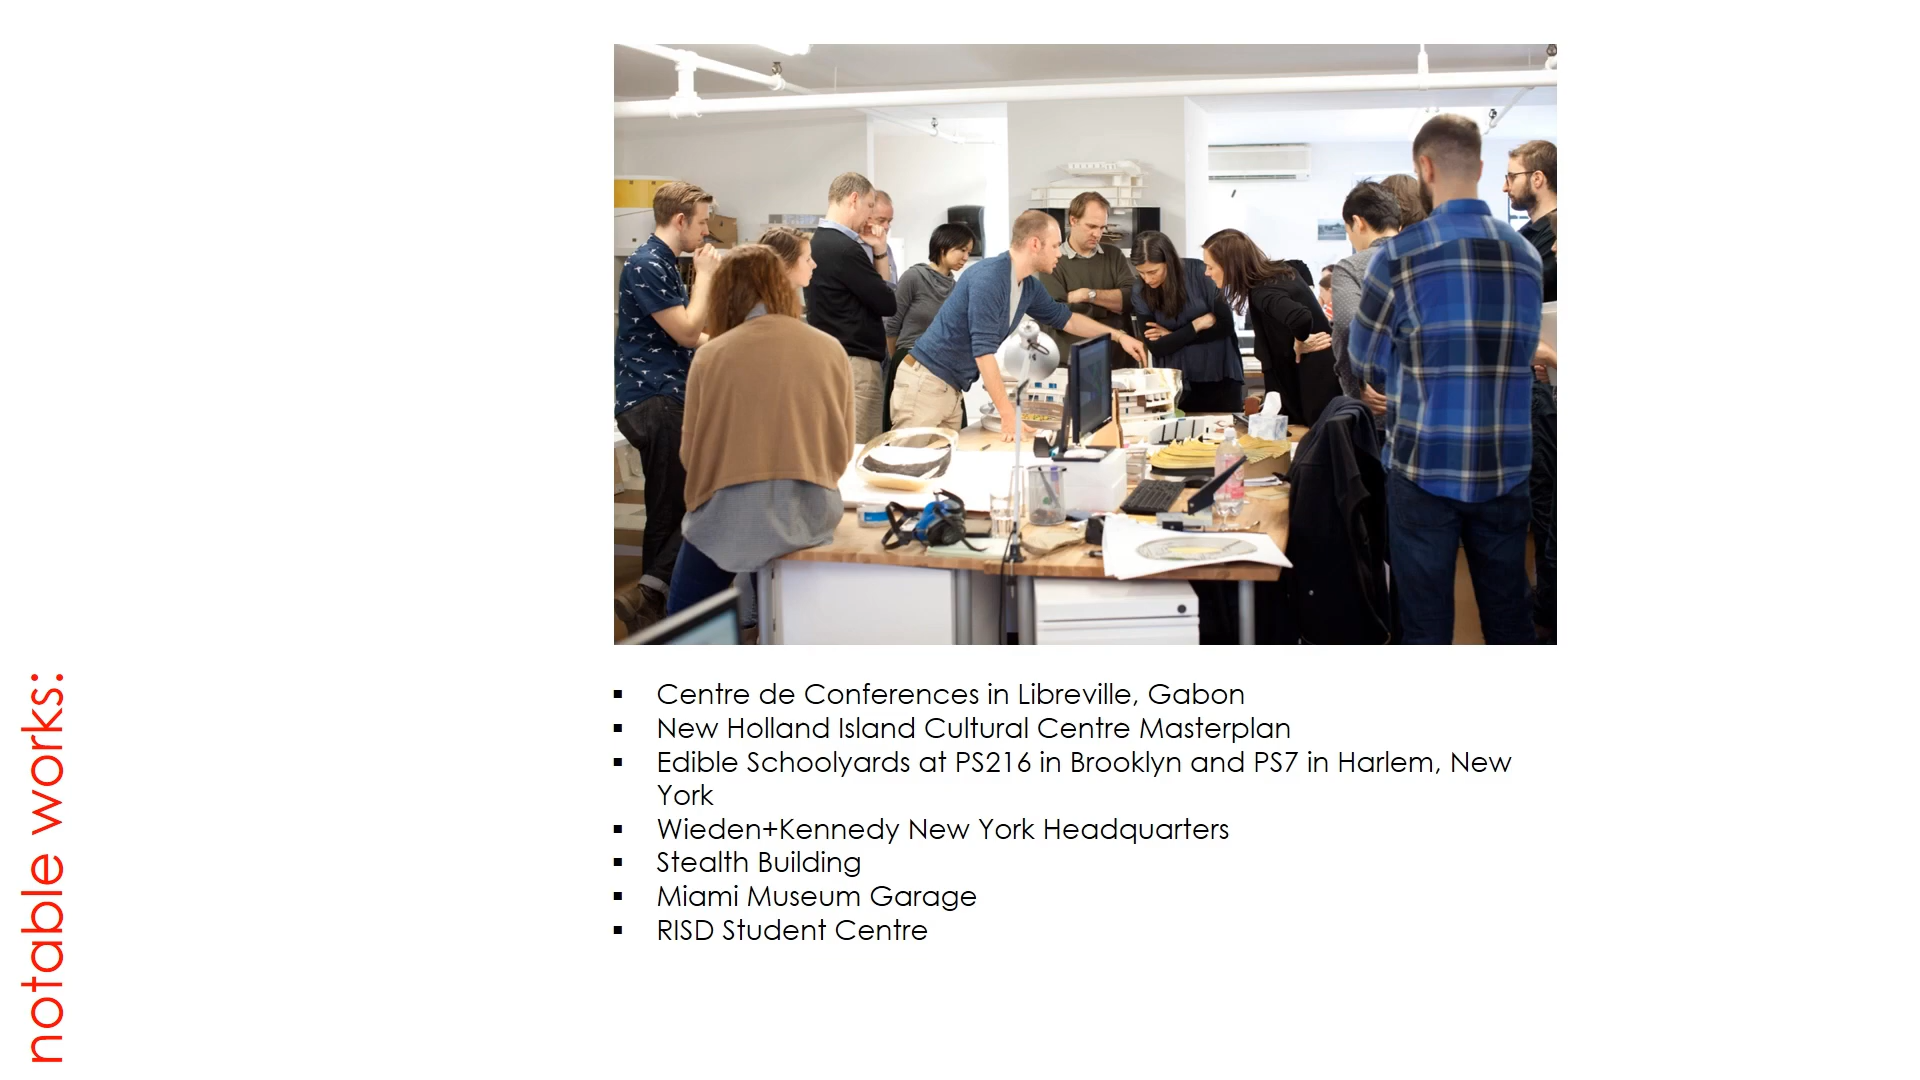 notable works:
▪ Centre de Conferences in Libreville, Gabon
▪ New Holland Island Cultural Centre Masterplan
▪ Edible Schoolyards at PS216 in Brooklyn and PS7 in Harlem, New
York
▪ Wieden+Kennedy New York Headquarters
▪ Stealth Building
▪ Miami Museum Garage
▪ RISD Student Centre